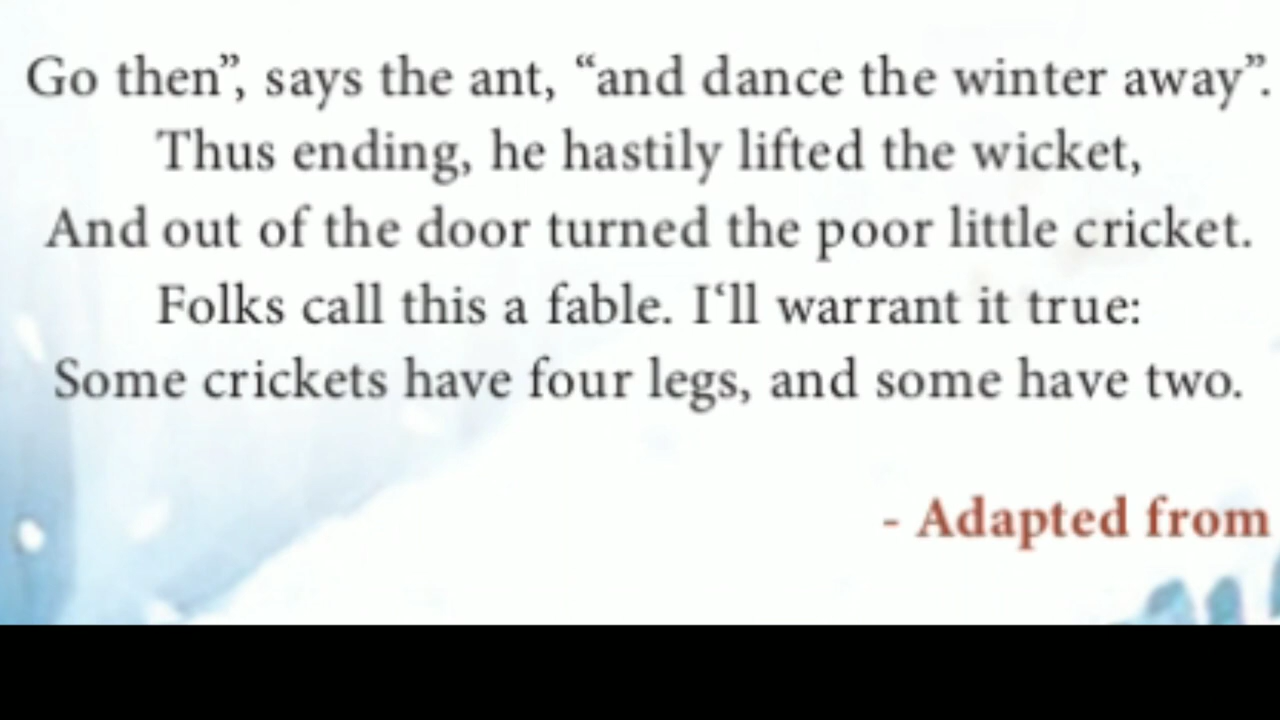 Go then”, says the ant, “and dance the winter away”.
Thus ending, he hastily lifted the wicket,
And out of the door turned the poor little cricket.
Folks call this a fable. I‘ll warrant it true:
Some crickets have four legs, and some have two.
- Adapted from